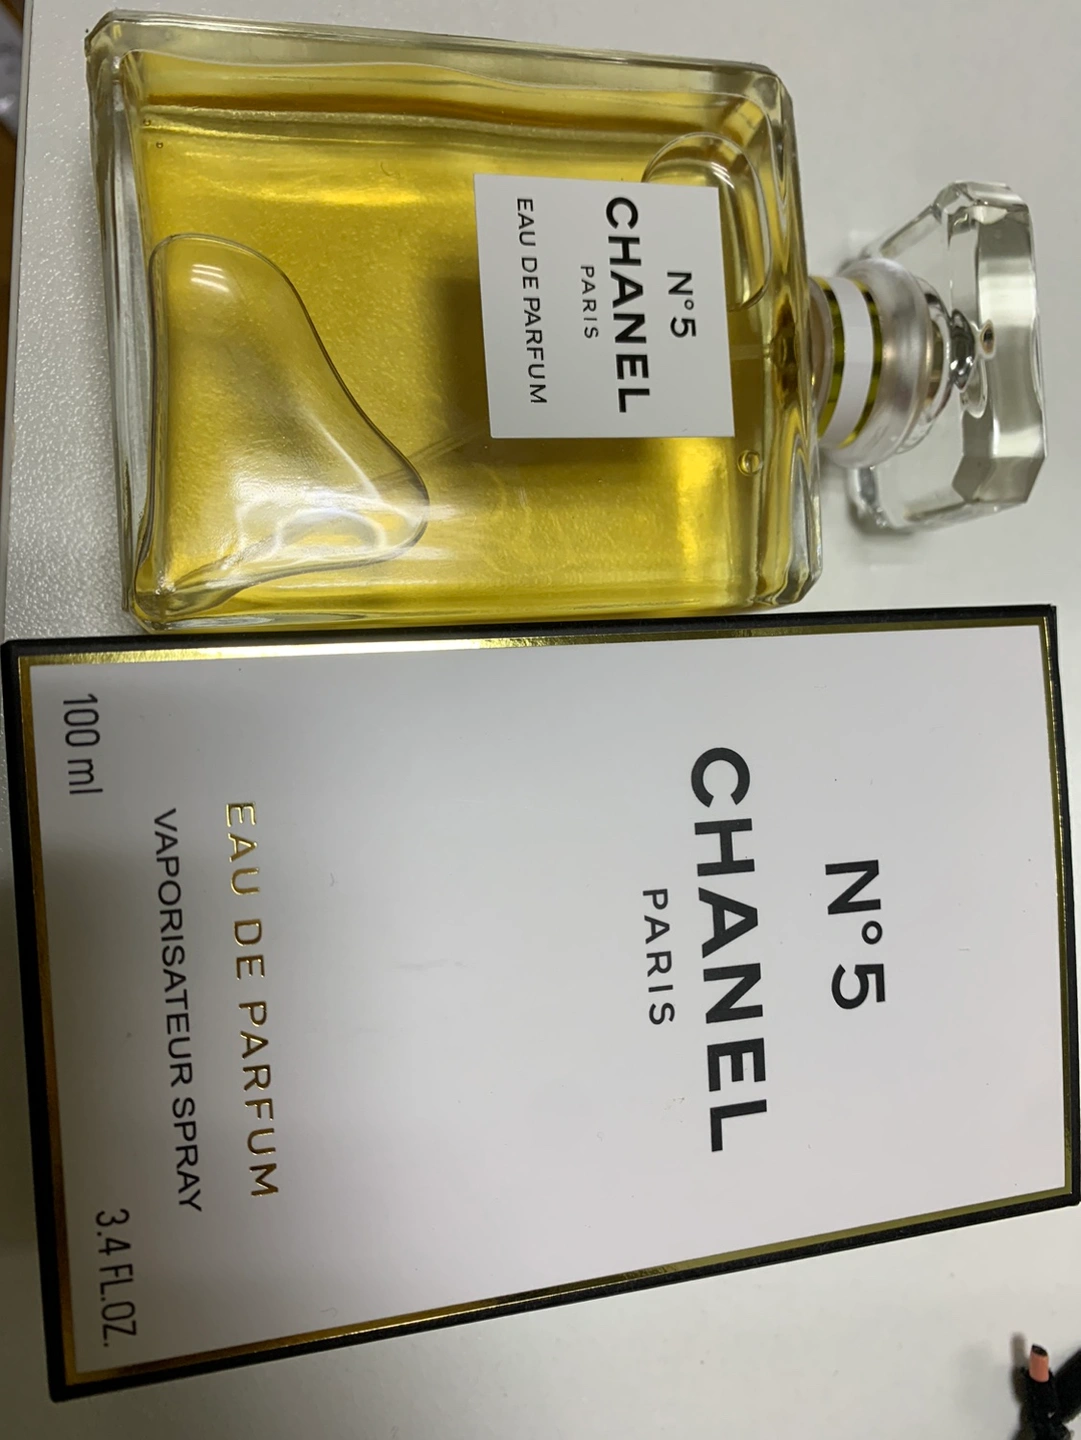 N°5
CHANEL
PARIS
EAU DE PARFUM
N°5
CHANEL
PARIS
EAU DE PARFUM
VAPORISATEUR SPRAY
100 ml
3.4 FL.OZ.